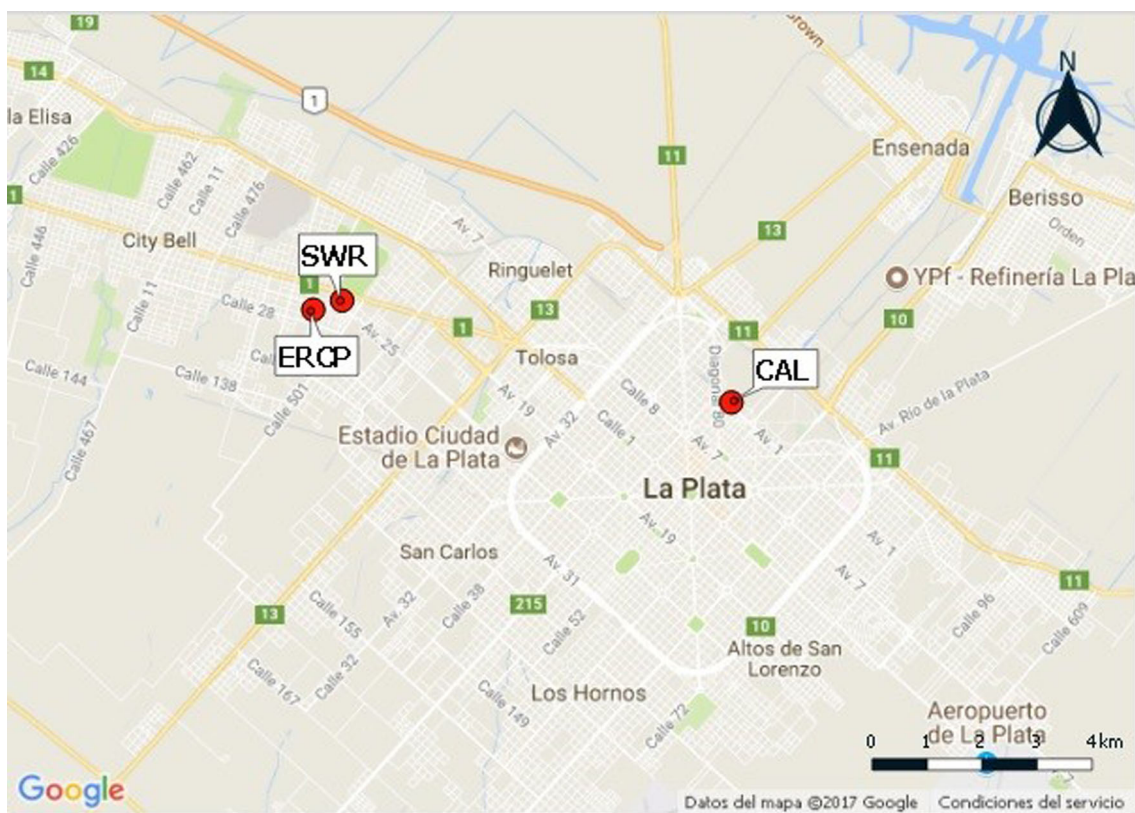 19
14
1
Brown
N
la Elisa
Calle 426
Calle 462
Calle 11
Calle 476
11
Ensenada
1
Berisso
Orden
City Bell
Av. 7
13
Calle 446
SWR
Ringuelet
YPf - Refinería La Pla
1
Calle 28
Calle 11
13
10
ERCP
Av. 25
1
11
Tolosa
Diagonal 80
CAL
Calle 144
Calle 138
Calle 501
Av. 19
Calle 8
Av. Río de la Plata
Av. 32
Calle 1
Av. 7
Av. 1
Calle 467
Estadio Ciudad
de La Plata
11
La Plata
Av. 19
San Carlos
Av. 31
Av. 1
Av. 7
11
13
Calle 155
Av. 32
Calle 38
215
Calle 52
10
Calle 96
Calle 609
Calle 32
Calle 167
Altos de San
Lorenzo
Los Hornos
Calle 149
Calle 72
Aeropuerto
de La Plata
0 1 2 3 4 km
Google
Datos del mapa ©2017 Google
Condiciones del servicio